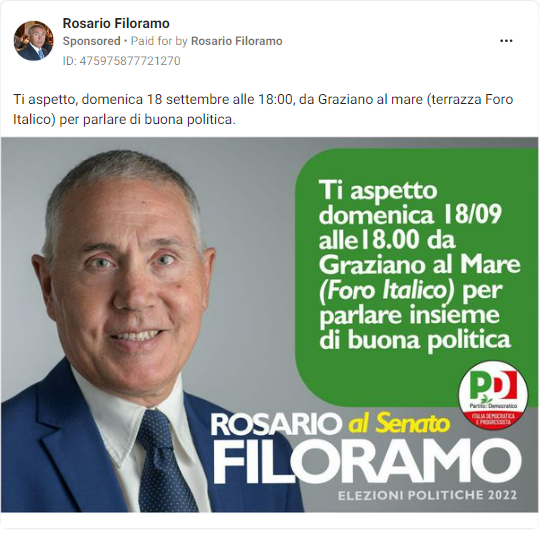 Rosario Filoramo
Sponsored • Paid for by Rosario Filoramo
ID: 475975877721270
Ti aspetto, domenica 18 settembre alle 18:00, da Graziano al mare (terrazza Foro
Italico) per parlare di buona politica.
Ti aspetto
domenica 18/09
alle18.00 da
Graziano al Mare
(Foro Italico) per
parlare insieme
di buona politica
PD
Partito Democratico
ITALIA DEMOCRATICA
E PROGRESSISTA
ROSARIO al Senato
FILORAMO
ELEZIONI POLITICHE 2022